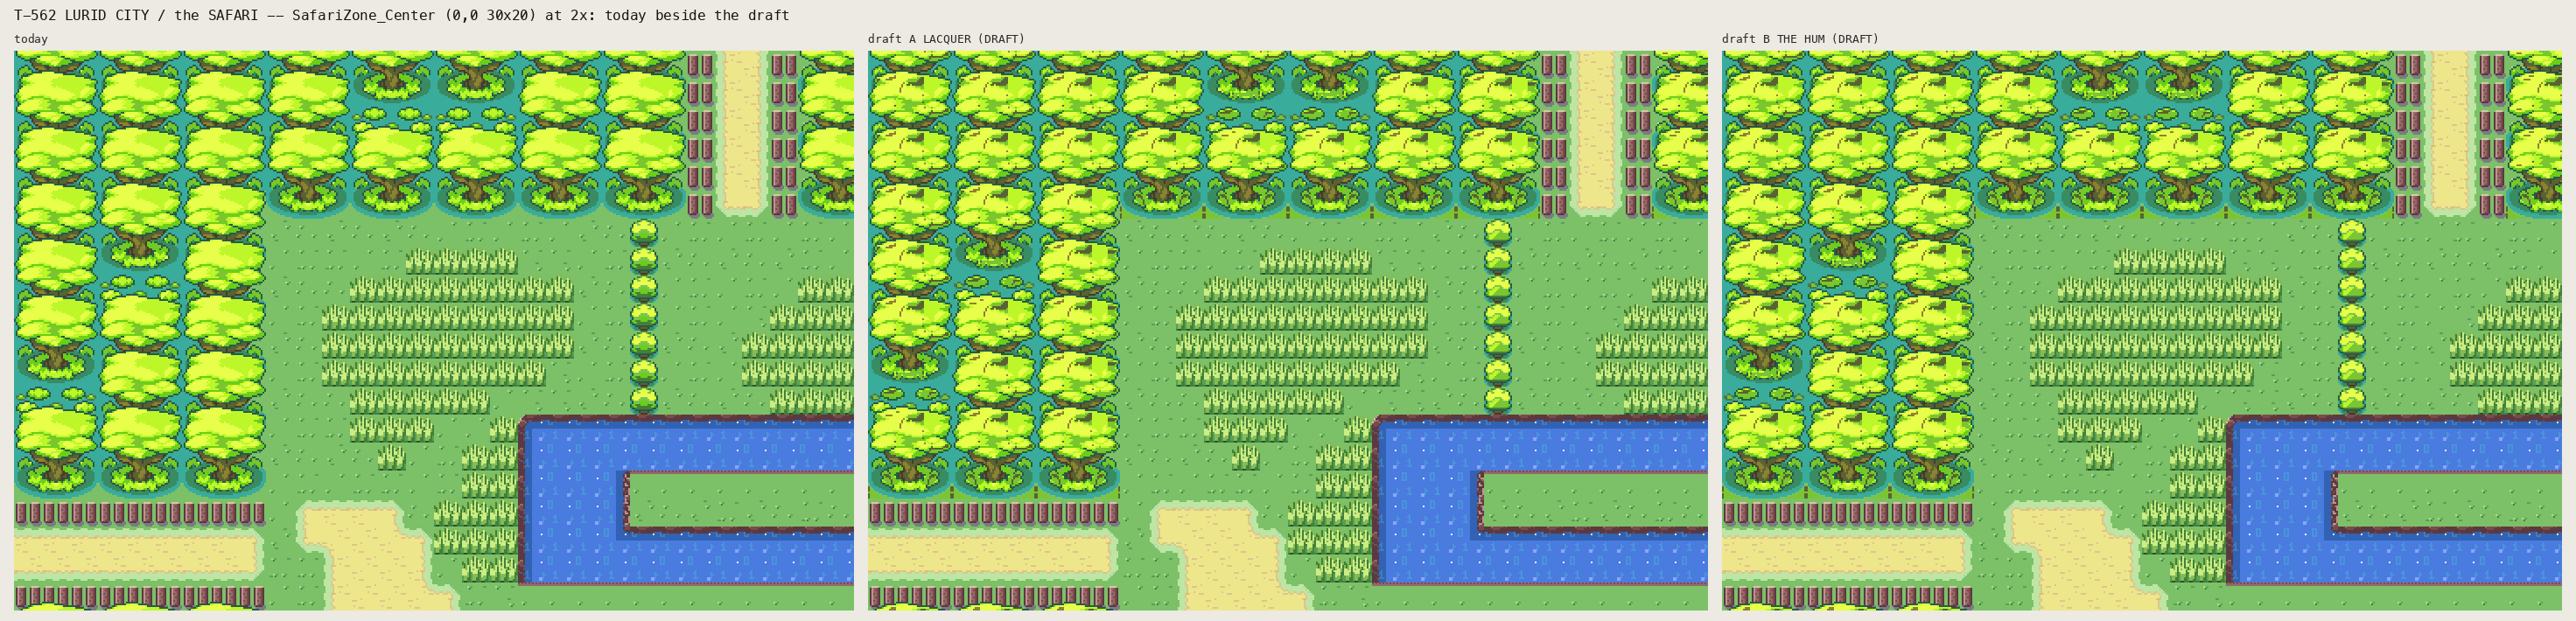 T-562 LURID CITY / the SAFARI —— SafariZone_Center (0,0 30x20) at 2x: today beside the draft
today
draft A LACQUER (DRAFT)
draft B THE HUM (DRAFT)